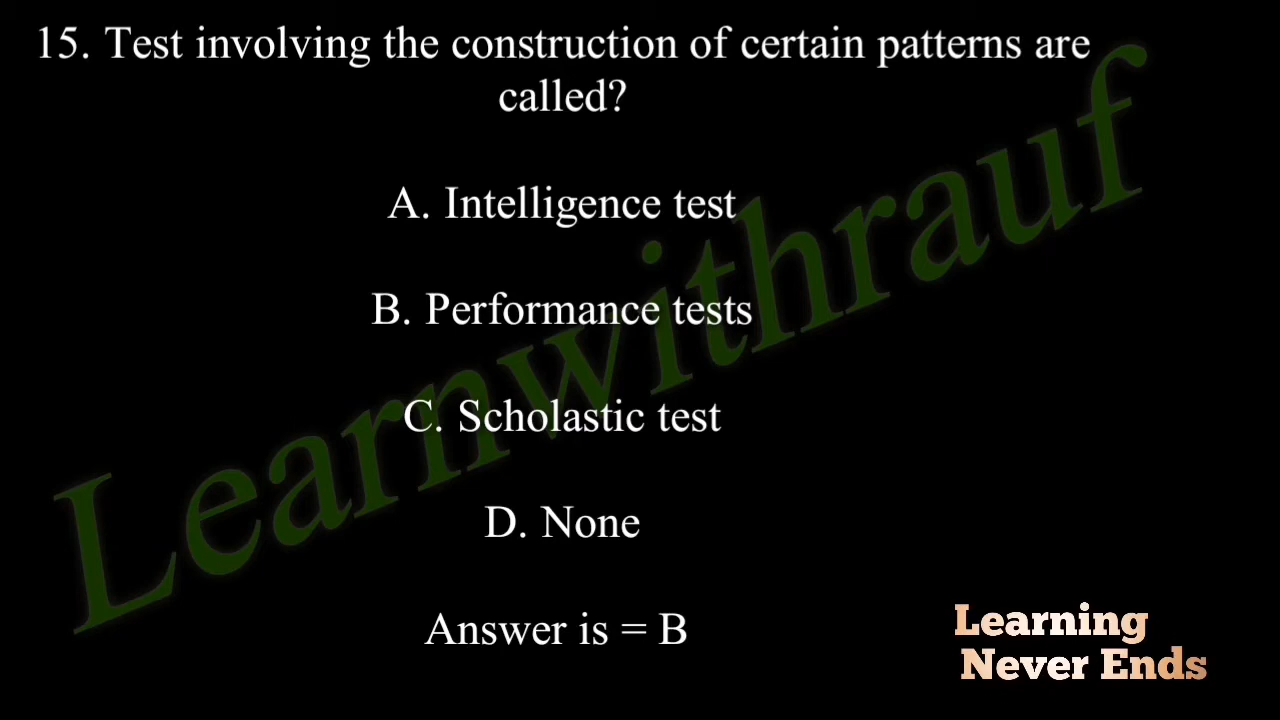 15. Test involving the construction of certain patterns are
called?
A. Intelligence test
B. Performance tests
C. Scholastic test
D. None
Answer is = B
Learnwithrauf
Learning
Never Ends